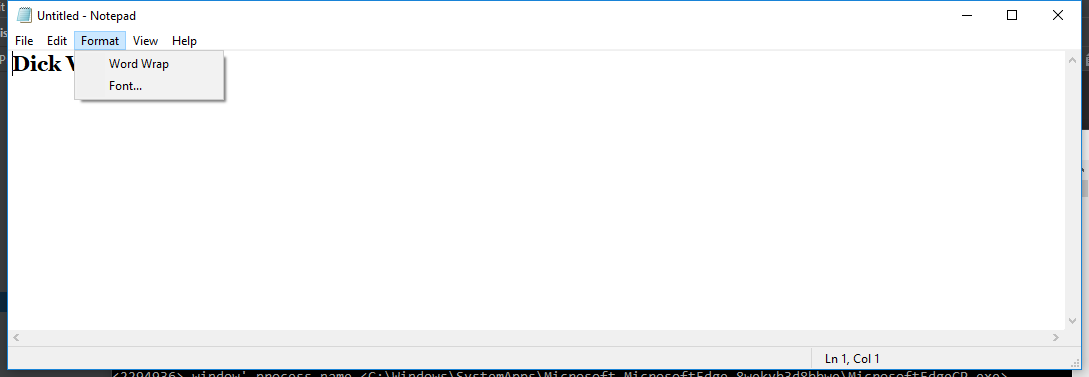 Untitled - Notepad
File Edit Format View Help
Dick
Word Wrap
Font...
Ln 1, Col 1
<2294936> window' process name <C:\Windows\SystemApps\Microsoft.MicrosoftEdge_8wekyb3d8bbwe\MicrosoftEdgeCP.exe>